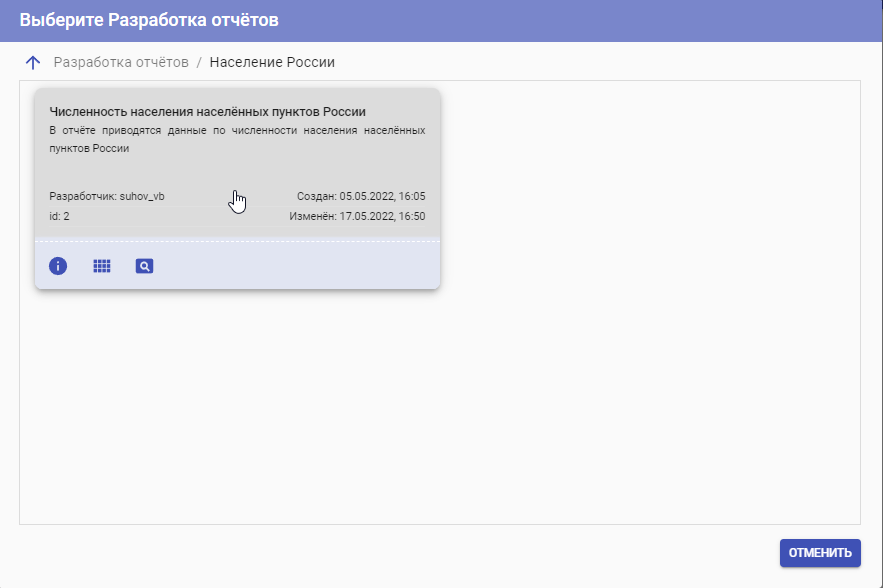 Выберите Разработка отчётов
Разработка отчётов / Население России
Численность населения населённых пунктов России
В отчёте приводятся данные по численности населения населённых
пунктов России
Разработчик: suhov_vb Создан: 05.05.2022, 16:05
id: 2 Изменён: 17.05.2022, 16:50
ОТМЕНИТЬ